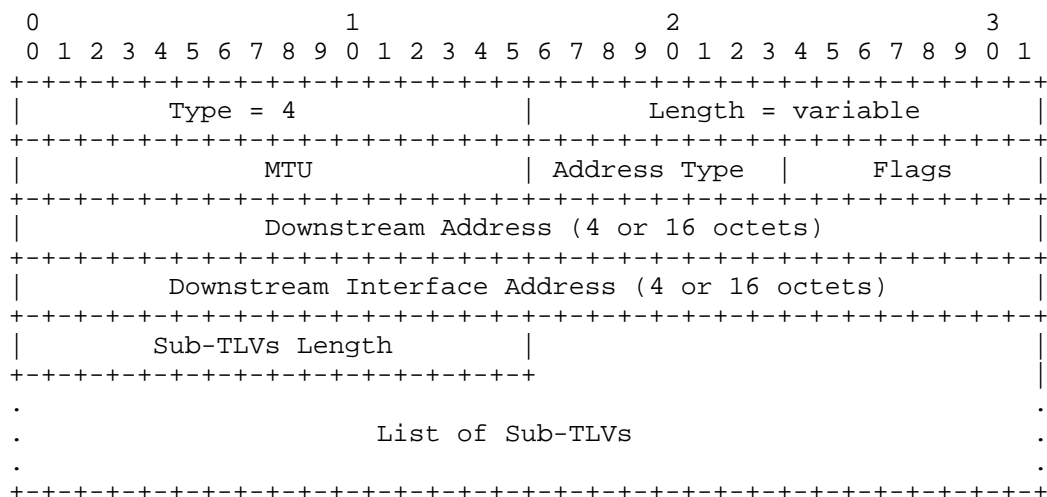 0                   1                   2                   3
 0 1 2 3 4 5 6 7 8 9 0 1 2 3 4 5 6 7 8 9 0 1 2 3 4 5 6 7 8 9 0 1
+-+-+-+-+-+-+-+-+-+-+-+-+-+-+-+-+-+-+-+-+-+-+-+-+-+-+-+-+-+-+-+-+
|         Type = 4              |       Length = variable       |
+-+-+-+-+-+-+-+-+-+-+-+-+-+-+-+-+-+-+-+-+-+-+-+-+-+-+-+-+-+-+-+-+
|               MTU             | Address Type  |     Flags     |
+-+-+-+-+-+-+-+-+-+-+-+-+-+-+-+-+-+-+-+-+-+-+-+-+-+-+-+-+-+-+-+-+
|               Downstream Address (4 or 16 octets)             |
+-+-+-+-+-+-+-+-+-+-+-+-+-+-+-+-+-+-+-+-+-+-+-+-+-+-+-+-+-+-+-+-+
|         Downstream Interface Address (4 or 16 octets)         |
+-+-+-+-+-+-+-+-+-+-+-+-+-+-+-+-+-+-+-+-+-+-+-+-+-+-+-+-+-+-+-+-+
|        Sub-TLVs Length        |                               |
+-+-+-+-+-+-+-+-+-+-+-+-+-+-+-+-+                               |
.                                                               .
.                      List of Sub-TLVs                         .
.                                                               .
+-+-+-+-+-+-+-+-+-+-+-+-+-+-+-+-+-+-+-+-+-+-+-+-+-+-+-+-+-+-+-+-+